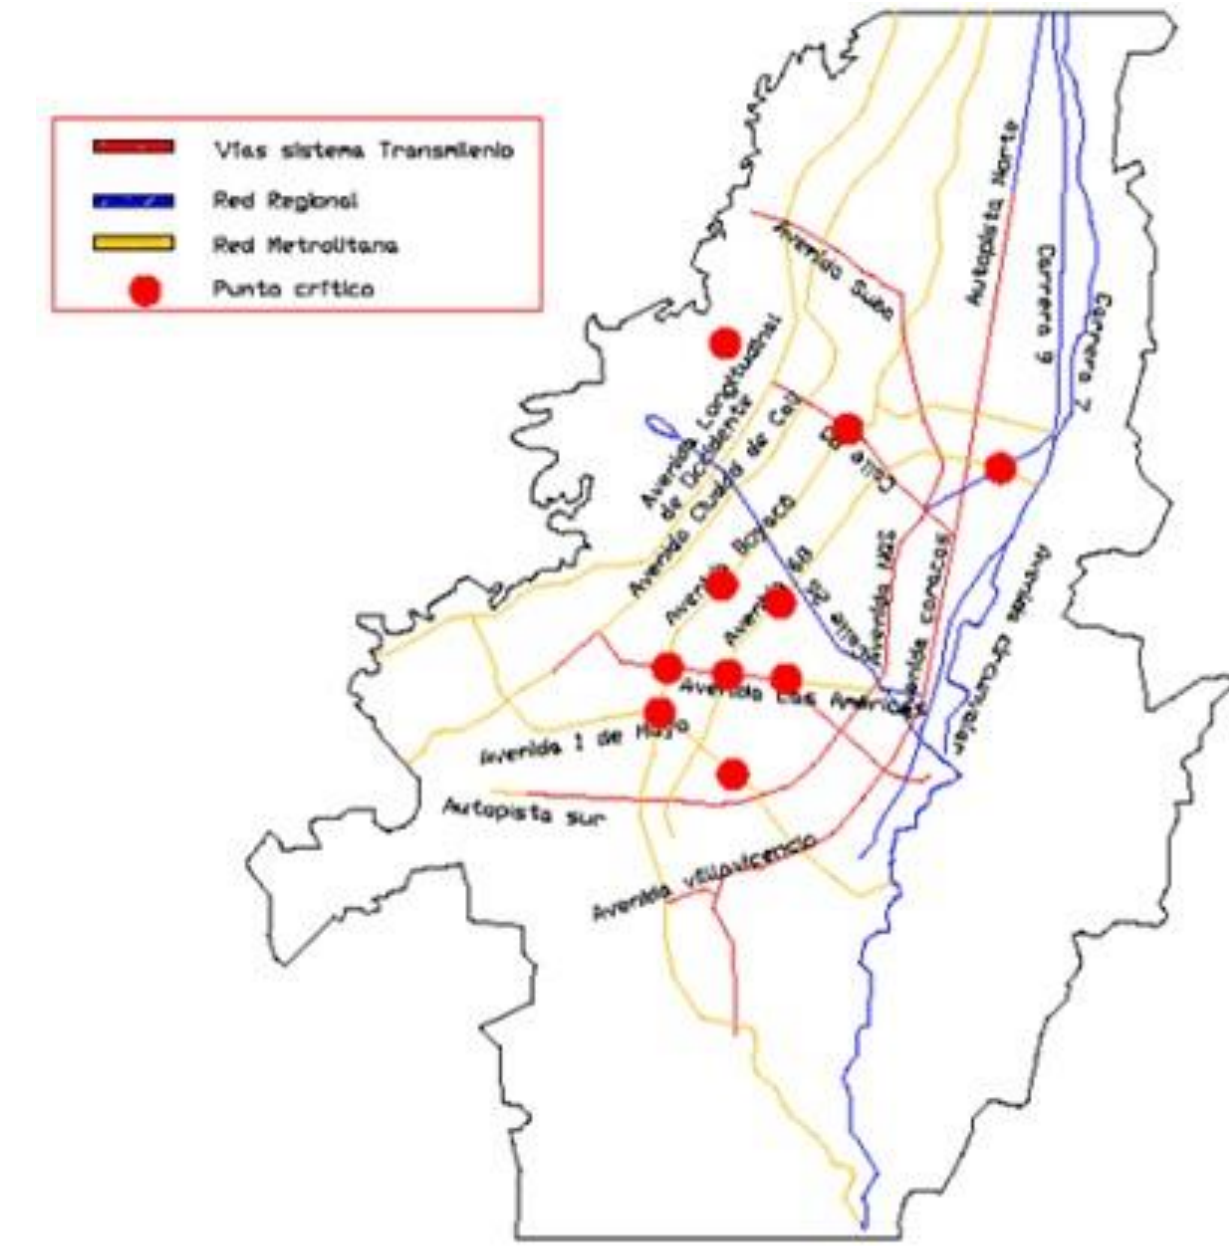 Vías sistema Transmilenio
Red Regional
Red Metrolitana
Punto crítico
Autopista Norte
Carrera 9
Carrera 7
Avenida Suba
Avenida Longitudinal
de Occidente
Avenida Ciudad de Cali
Calle 80
Avenida Boyacá
Avenida 68
Calle 26
Avenida NQS
Avenida caracas
Avenida circunvalar
Avenida Las Américas
Avenida 1 de Mayo
Autopista sur
Avenida villavicencio